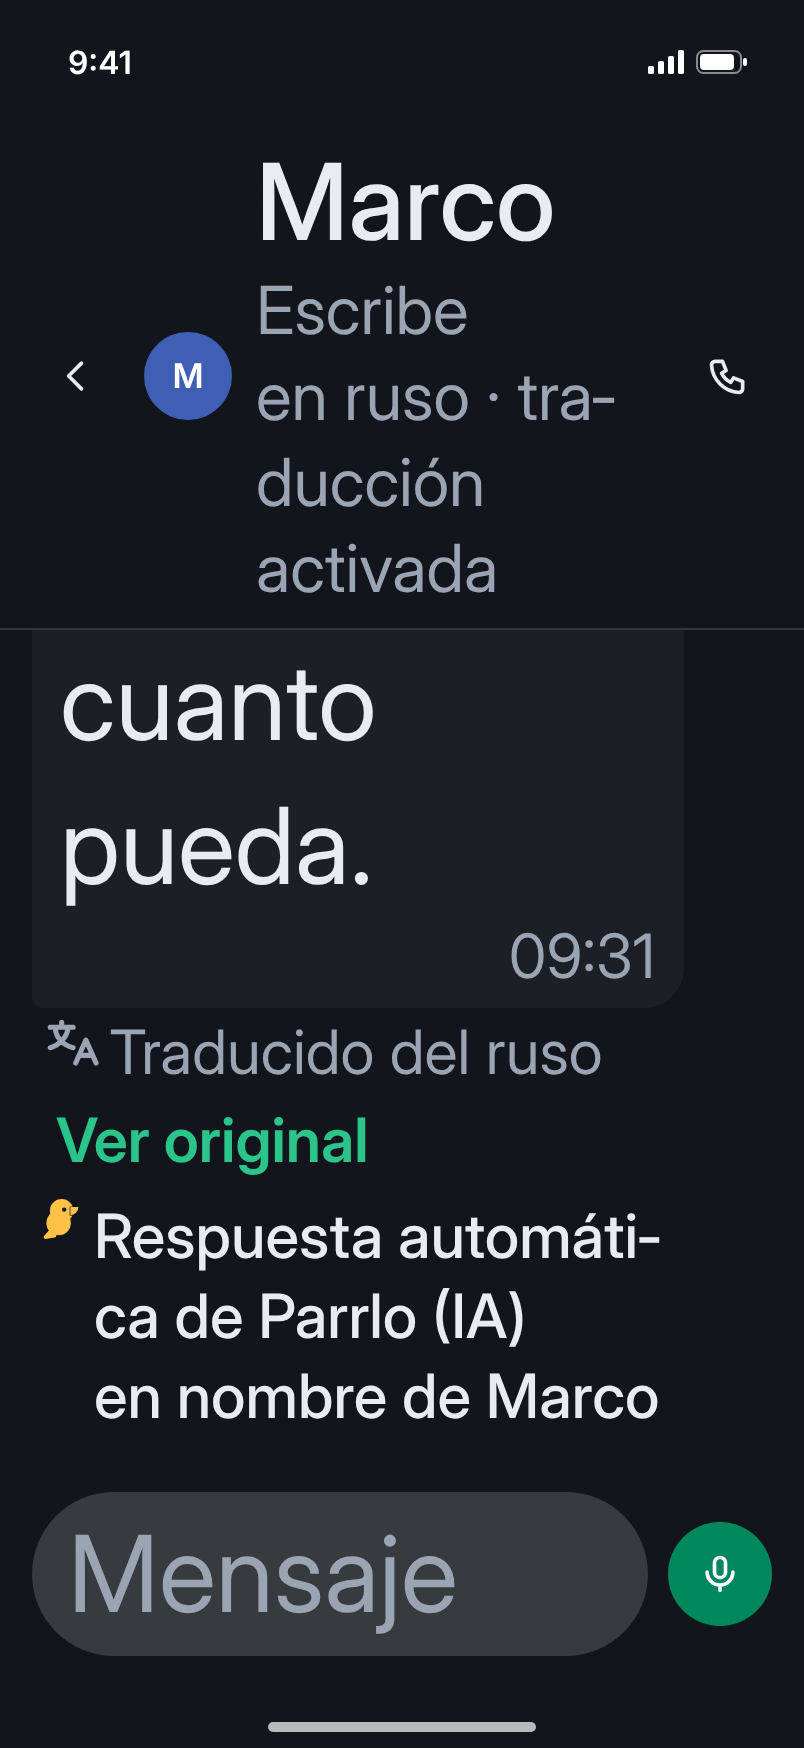 9:41
Marco
Escribe
en ruso · tra-
ducción
activada
M
cuanto
pueda.
09:31
Traducido del ruso
Ver original
Respuesta automáti-
ca de Parrlo (IA)
en nombre de Marco
Mensaje